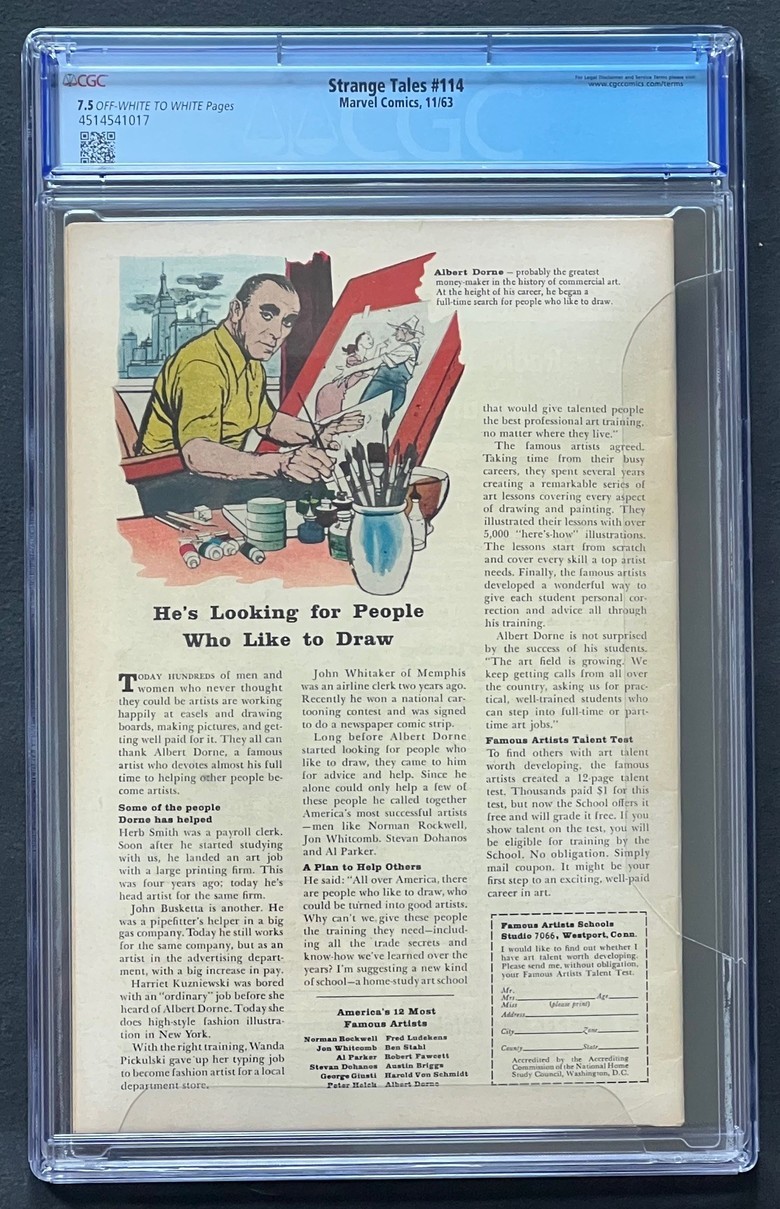 CGC
Strange Tales #114
Marvel Comics, 11/63
For Legal Disclaimer and Service Terms please visit:
www.cgccomics.com/terms
7.5 OFF-WHITE TO WHITE Pages
4514541017
CGC
Albert Dorne — probably the greatest
money-maker in the history of commercial art.
At the height of his career, he began a
full-time search for people who like to draw.
He's Looking for People
Who Like to Draw
TODAY HUNDREDS of men and
women who never thought
they could be artists are working
happily at easels and drawing
boards, making pictures, and get-
ting well paid for it. They all can
thank Albert Dorne, a famous
artist who devotes almost his full
time to helping other people be-
come artists.
Some of the people
Dorne has helped
Herb Smith was a payroll clerk.
Soon after he started studying
with us, he landed an art job
with a large printing firm. This
was four years ago; today he's
head artist for the same firm.
John Busketta is another. He
was a pipefitter's helper in a big
gas company. Today he still works
for the same company, but as an
artist in the advertising depart-
ment, with a big increase in pay.
Harriet Kuzniewski was bored
with an "ordinary" job before she
heard of Albert Dorne. Today she
does high-style fashion illustra-
tion in New York.
With the right training, Wanda
Pickulski gave up her typing job
to become fashion artist for a local
department store.
John Whitaker of Memphis
was an airline clerk two years ago.
Recently he won a national car-
tooning contest and was signed
to do a newspaper comic strip.
Long before Albert Dorne
started looking for people who
like to draw, they came to him
for advice and help. Since he
alone could only help a few of
these people he called together
America's most successful artists
—men like Norman Rockwell,
Jon Whitcomb, Stevan Dohanos
and Al Parker.
A Plan to Help Others
He said: "All over America, there
are people who like to draw, who
could be turned into good artists.
Why can't we give these people
the training they need—includ-
ing all the trade secrets and
know-how we've learned over the
years? I'm suggesting a new kind
of school—a home-study art school
America's 12 Most
Famous Artists
Norman Rockwell Fred Ludekens
Jon Whitcomb Ben Stahl
Al Parker Robert Fawcett
Stevan Dohanos Austin Briggs
George Giusti Harold Von Schmidt
Peter Helck Albert Dorne
that would give talented people
the best professional art training,
no matter where they live."
The famous artists agreed.
Taking time from their busy
careers, they spent several years
creating a remarkable series of
art lessons covering every aspect
of drawing and painting. They
illustrated their lessons with over
5,000 "here's-how" illustrations.
The lessons start from scratch
and cover every skill a top artist
needs. Finally, the famous artists
developed a wonderful way to
give each student personal cor-
rection and advice all through
his training.
Albert Dorne is not surprised
by the success of his students.
"The art field is growing. We
keep getting calls from all over
the country, asking us for prac-
tical, well-trained students who
can step into full-time or part-
time art jobs."
Famous Artists Talent Test
To find others with art talent
worth developing, the famous
artists created a 12-page talent
test. Thousands paid $1 for this
test, but now the School offers it
free and will grade it free. If you
show talent on the test, you will
be eligible for training by the
School. No obligation. Simply
mail coupon. It might be your
first step to an exciting, well-paid
career in art.
Famous Artists Schools
Studio 7066, Westport, Conn.
I would like to find out whether I
have art talent worth developing.
Please send me, without obligation,
your Famous Artists Talent Test.
Mr.
Mrs. Age
Miss (please print)
Address
City Zone
County State
Accredited by the Accrediting
Commission of the National Home
Study Council, Washington, D.C.